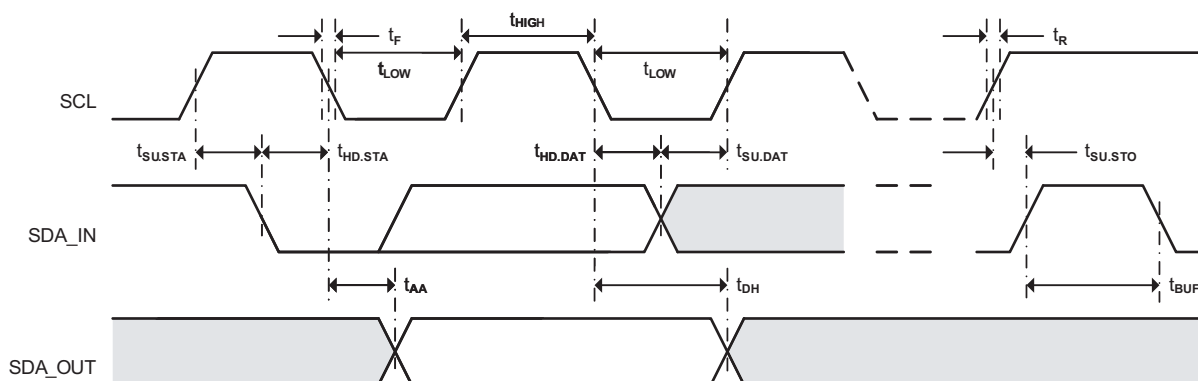 tHIGH
tF
tR
tLOW
tLOW
SCL
tSU.STA
tHD.STA
tHD.DAT
tSU.DAT
tSU.STO
SDA_IN
tAA
tDH
tBUF
SDA_OUT